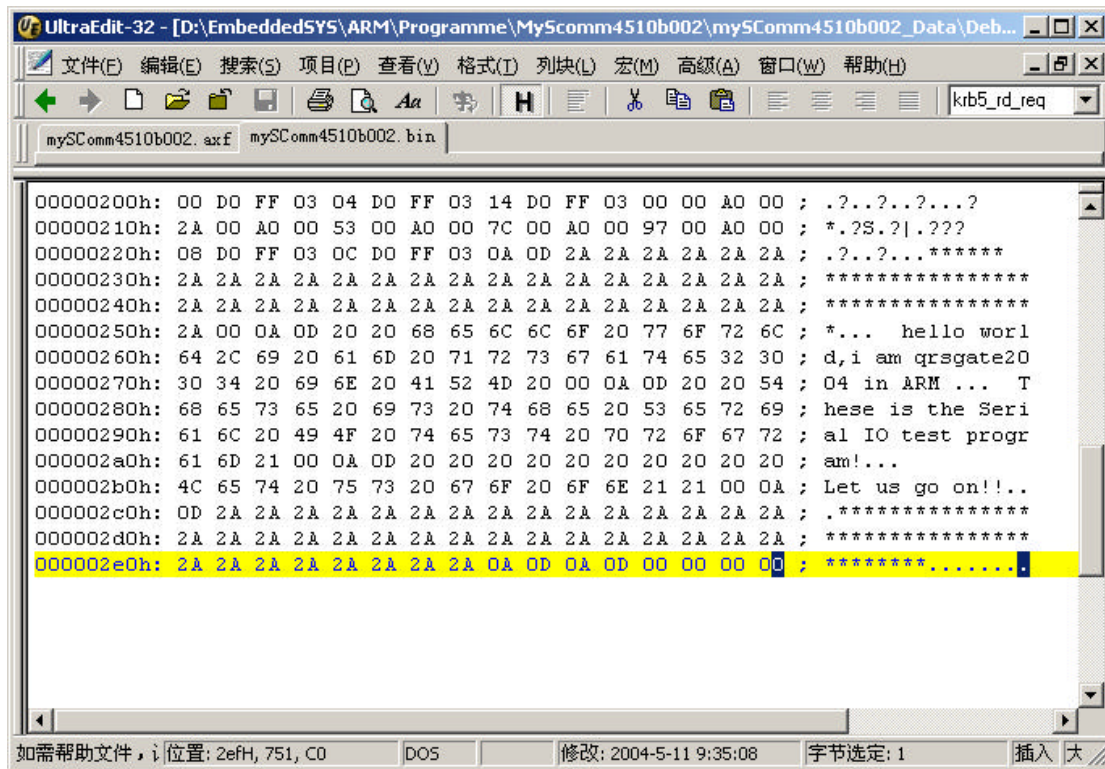 UltraEdit-32 - [D:\EmbeddedSYS\ARM\Programme\MyScomm4510b002\mySComm4510b002_Data\Deb...
文件(F) 编辑(E) 搜索(S) 项目(P) 查看(V) 格式(T) 列块(L) 宏(M) 高级(A) 窗口(W) 帮助(H)
Aa H krb5_rd_req
mySComm4510b002.axf mySComm4510b002.bin
00000200h: 00 D0 FF 03 04 D0 FF 03 14 D0 FF 03 00 00 A0 00 ; .?..?..?...?
00000210h: 2A 00 A0 00 53 00 A0 00 7C 00 A0 00 97 00 A0 00 ; *.?S.?|.???
00000220h: 08 D0 FF 03 0C D0 FF 03 0A 0D 2A 2A 2A 2A 2A 2A ; .?..?...******
00000230h: 2A 2A 2A 2A 2A 2A 2A 2A 2A 2A 2A 2A 2A 2A 2A 2A ; ****************
00000240h: 2A 2A 2A 2A 2A 2A 2A 2A 2A 2A 2A 2A 2A 2A 2A 2A ; ****************
00000250h: 2A 00 0A 0D 20 20 68 65 6C 6C 6F 20 77 6F 72 6C ; *...  hello worl
00000260h: 64 2C 69 20 61 6D 20 71 72 73 67 61 74 65 32 30 ; d,i am qrsgate20
00000270h: 30 34 20 69 6E 20 41 52 4D 20 00 0A 0D 20 20 54 ; 04 in ARM ...  T
00000280h: 68 65 73 65 20 69 73 20 74 68 65 20 53 65 72 69 ; hese is the Seri
00000290h: 61 6C 20 49 4F 20 74 65 73 74 20 70 72 6F 67 72 ; al IO test progr
000002a0h: 61 6D 21 00 0A 0D 20 20 20 20 20 20 20 20 20 20 ; am!...
000002b0h: 4C 65 74 20 75 73 20 67 6F 20 6F 6E 21 21 00 0A ; Let us go on!!..
000002c0h: 0D 2A 2A 2A 2A 2A 2A 2A 2A 2A 2A 2A 2A 2A 2A 2A ; .***************
000002d0h: 2A 2A 2A 2A 2A 2A 2A 2A 2A 2A 2A 2A 2A 2A 2A 2A ; ****************
000002e0h: 2A 2A 2A 2A 2A 2A 2A 2A 0A 0D 0A 0D 00 00 00 00 ; ********........
如需帮助文件，讠 位置: 2efH, 751, C0 DOS 修改: 2004-5-11 9:35:08 字节选定: 1 插入 大